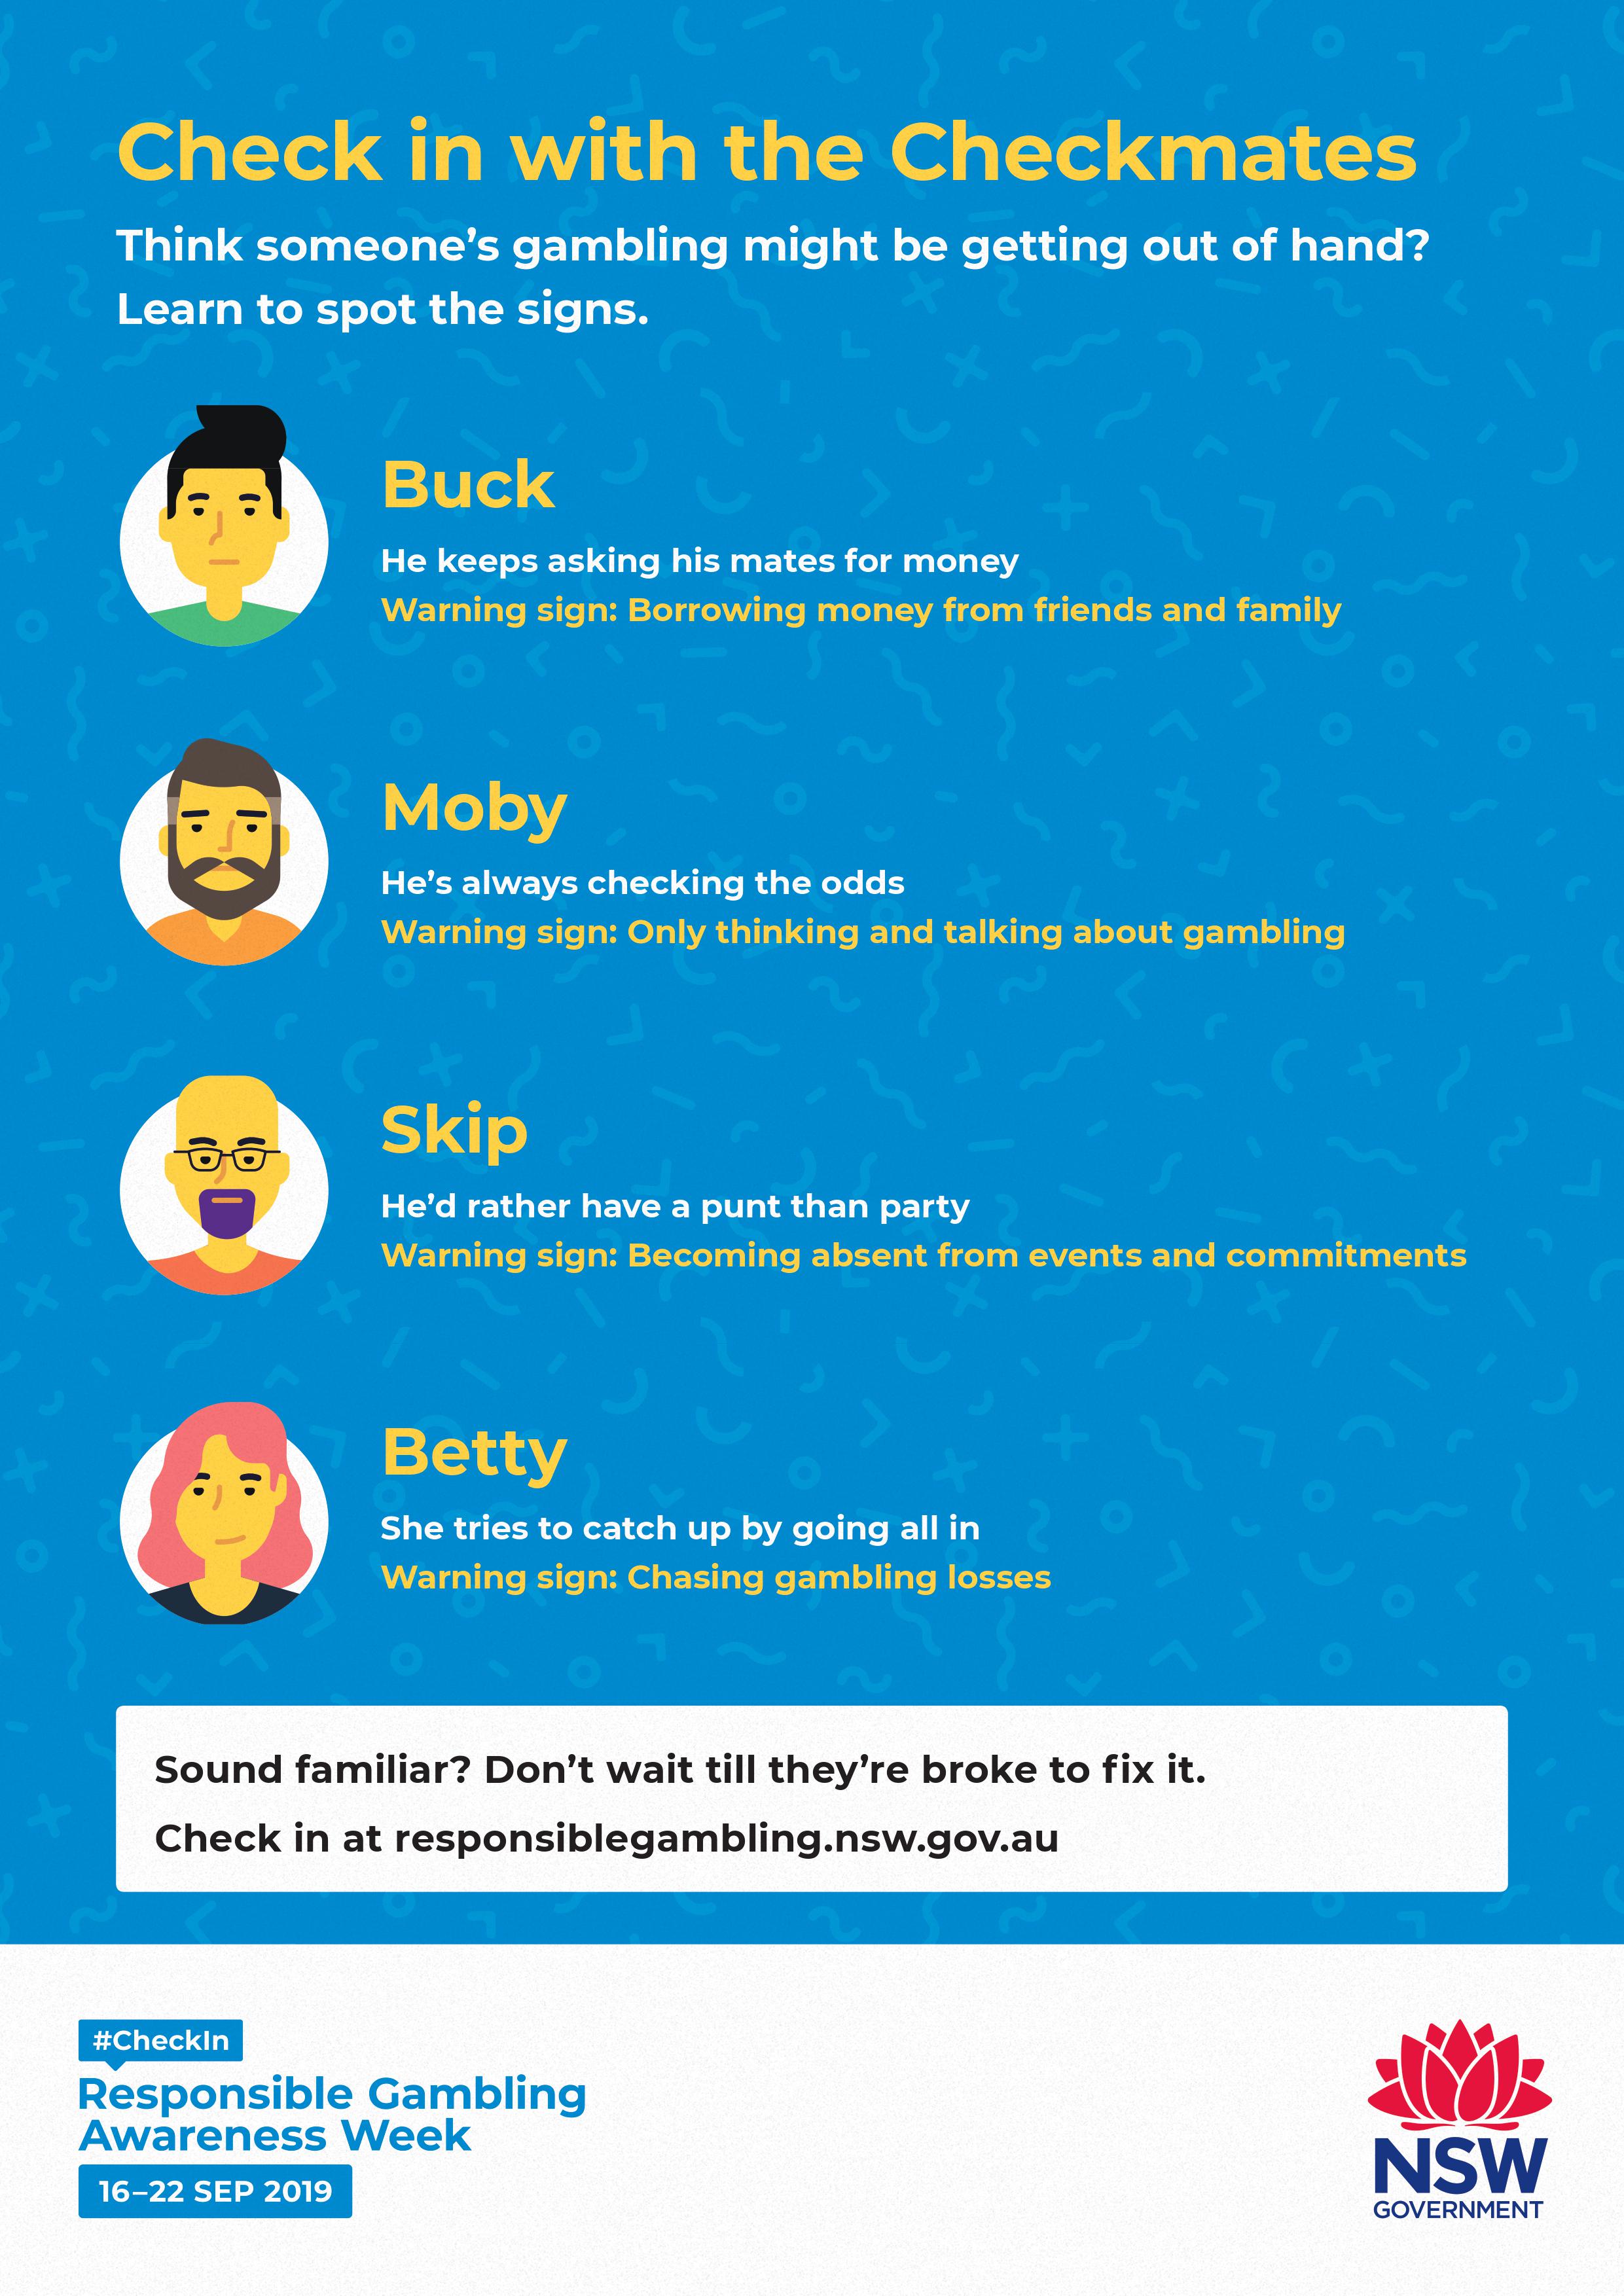 Check in with the Checkmates
Think someone’s gambling might be getting out of hand?
Learn to spot the signs.
Buck
He keeps asking his mates for money
Warning sign: Borrowing money from friends and family
Moby
He’s always checking the odds
Warning sign: Only thinking and talking about gambling
Skip
He’d rather have a punt than party
Warning sign: Becoming absent from events and commitments
Betty
She tries to catch up by going all in
Warning sign: Chasing gambling losses
Sound familiar? Don’t wait till they’re broke to fix it.
Check in at responsiblegambling.nsw.gov.au
#CheckIn
Responsible Gambling
Awareness Week
16–22 SEP 2019
NSW
GOVERNMENT